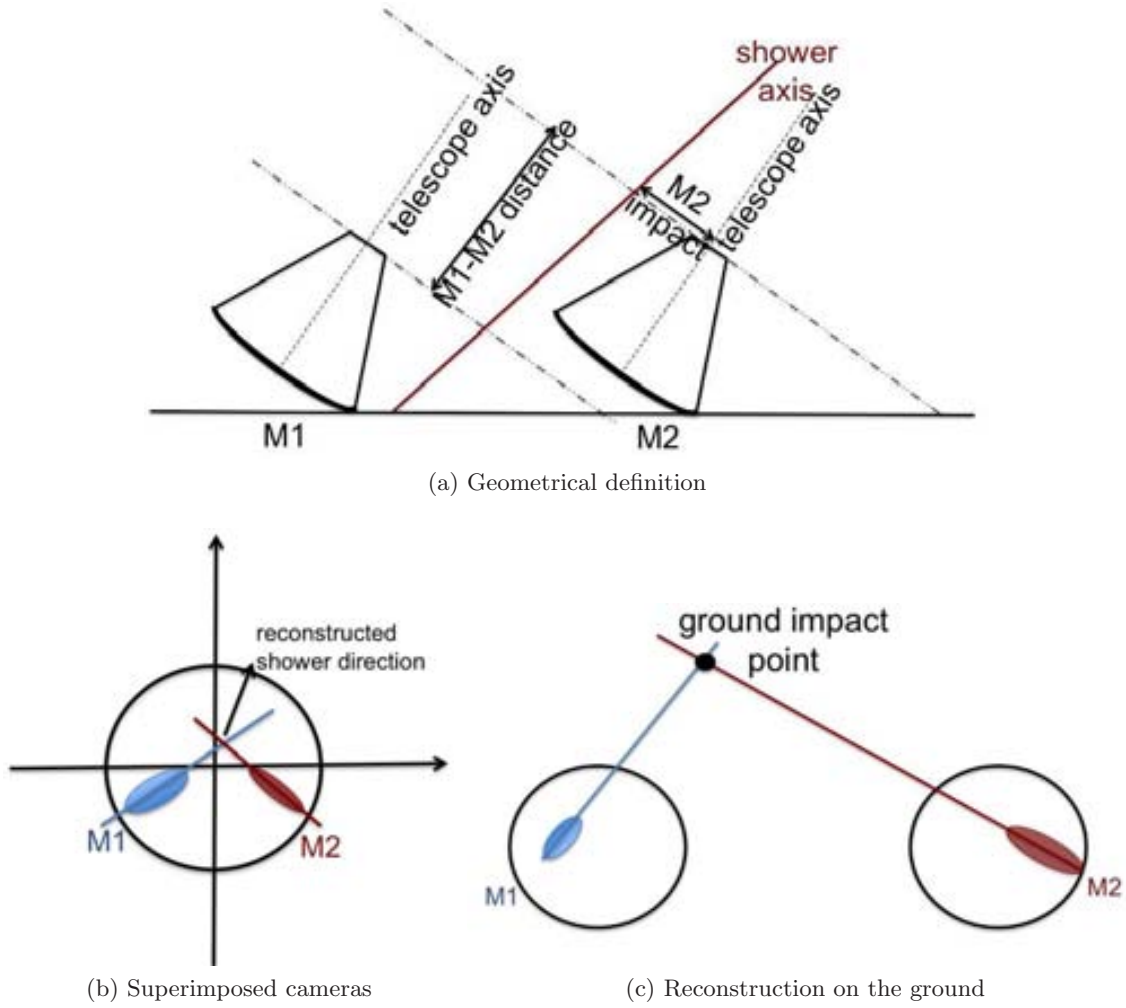 shower
axis
telescope axis
M1-M2 distance
M2
impact
telescope axis
M1
M2
(a) Geometrical definition
reconstructed
shower direction
M1
M2
ground impact
point
M1
M2
(b) Superimposed cameras
(c) Reconstruction on the ground